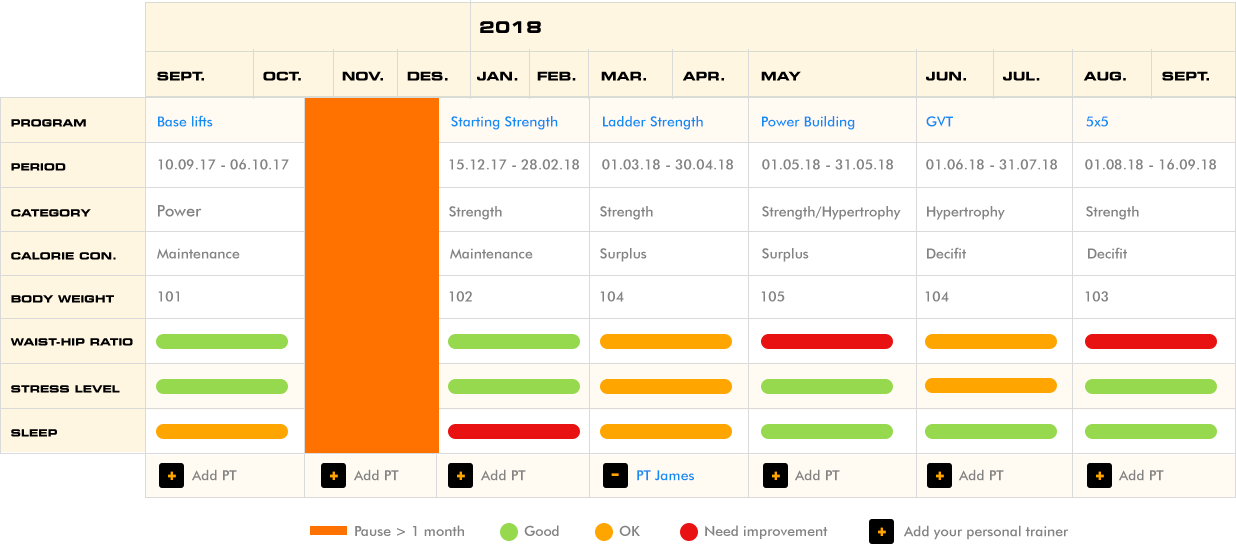 2018
SEPT. OCT. NOV. DES. JAN. FEB. MAR. APR. MAY JUN. JUL. AUG. SEPT.
PROGRAM Base lifts Starting Strength Ladder Strength Power Building GVT 5x5
PERIOD 10.09.17 - 06.10.17 15.12.17 - 28.02.18 01.03.18 - 30.04.18 01.05.18 - 31.05.18 01.06.18 - 31.07.18 01.08.18 - 16.09.18
CATEGORY Power Strength Strength Strength/Hypertrophy Hypertrophy Strength
CALORIE CON. Maintenance Maintenance Surplus Surplus Decifit Decifit
BODY WEIGHT 101 102 104 105 104 103
WAIST-HIP RATIO
STRESS LEVEL
SLEEP
+ Add PT + Add PT + Add PT - PT James + Add PT + Add PT + Add PT
Pause > 1 month Good OK Need improvement + Add your personal trainer